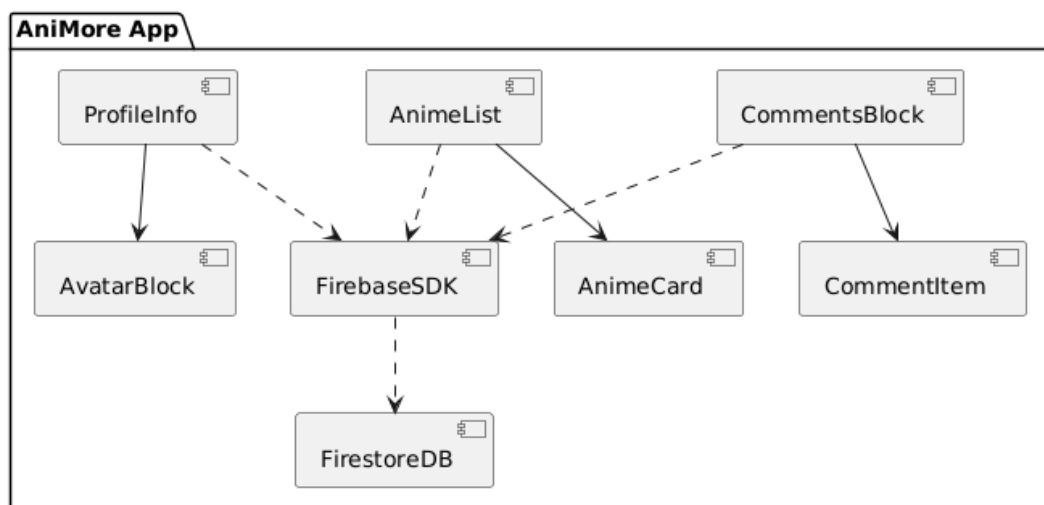 AniMore App
ProfileInfo
AnimeList
CommentsBlock
AvatarBlock
FirebaseSDK
AnimeCard
CommentItem
FirestoreDB